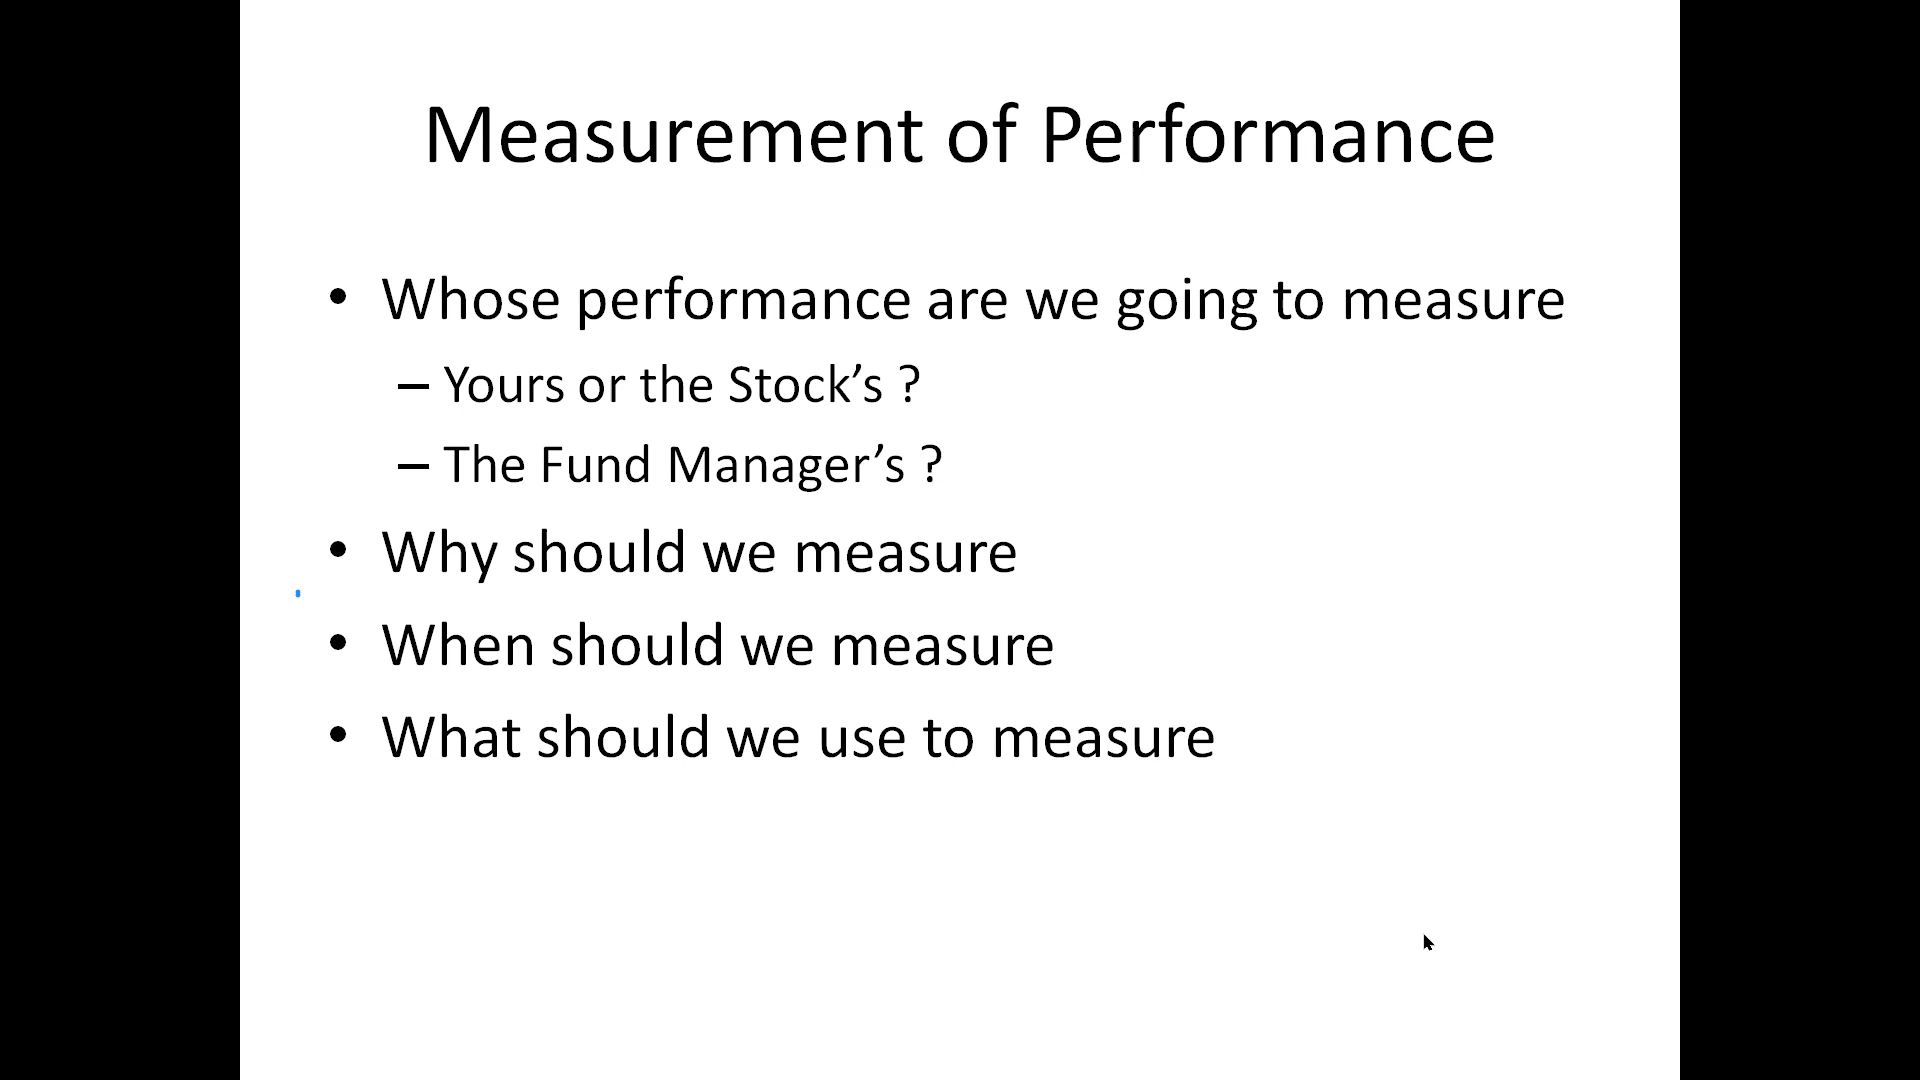 Measurement of Performance
• Whose performance are we going to measure
– Yours or the Stock’s ?
– The Fund Manager’s ?
• Why should we measure
• When should we measure
• What should we use to measure